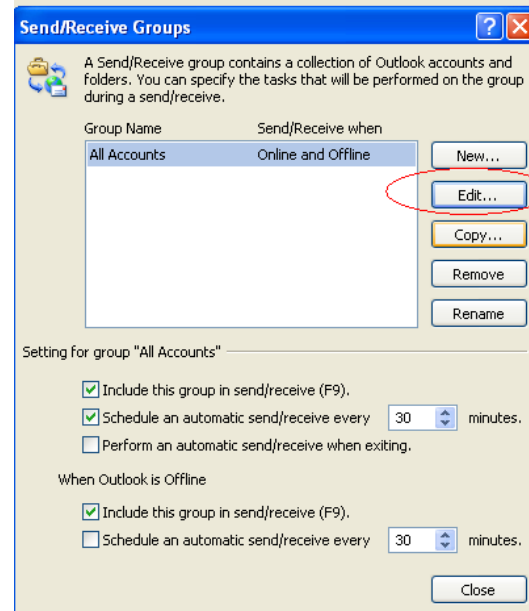 Send/Receive Groups
A Send/Receive group contains a collection of Outlook accounts and
folders. You can specify the tasks that will be performed on the group
during a send/receive.
Group Name Send/Receive when
All Accounts Online and Offline
New...
Edit...
Copy...
Remove
Rename
Setting for group "All Accounts"
Include this group in send/receive (F9).
Schedule an automatic send/receive every 30 minutes.
Perform an automatic send/receive when exiting.
When Outlook is Offline
Include this group in send/receive (F9).
Schedule an automatic send/receive every 30 minutes.
Close